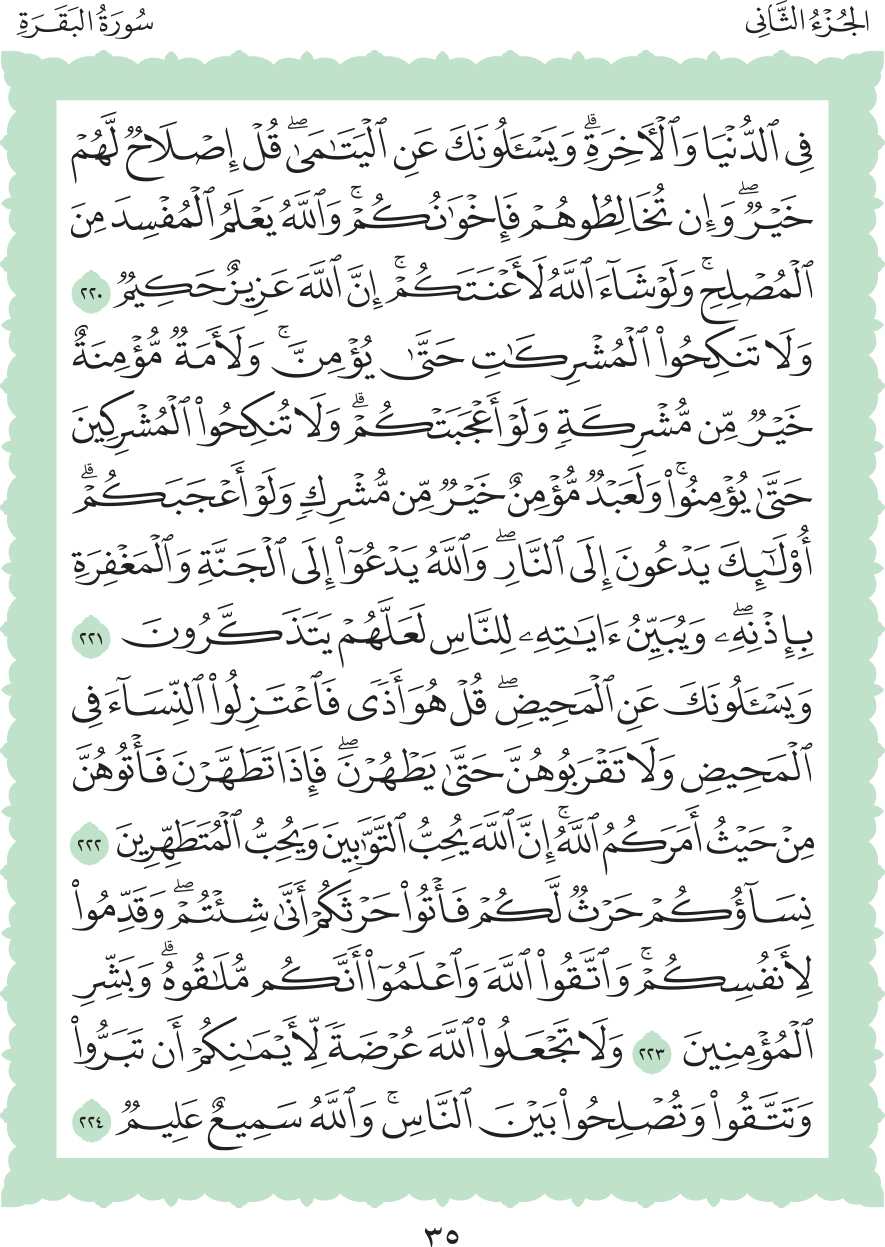 الجُزْءُ الثَّانِي
سُورَةُ البَقَرَةِ
فِي ٱلدُّنۡيَا وَٱلۡأٓخِرَةِۗ وَيَسۡـَٔلُونَكَ عَنِ ٱلۡيَتَٰمَىٰۖ قُلۡ إِصۡلَاحٞ لَّهُمۡ
خَيۡرٞۖ وَإِن تُخَالِطُوهُمۡ فَإِخۡوَٰنُكُمۡۚ وَٱللَّهُ يَعۡلَمُ ٱلۡمُفۡسِدَ مِنَ
ٱلۡمُصۡلِحِۚ وَلَوۡ شَآءَ ٱللَّهُ لَأَعۡنَتَكُمۡۚ إِنَّ ٱللَّهَ عَزِيزٌ حَكِيمٞ ٢٢٠
وَلَا تَنكِحُواْ ٱلۡمُشۡرِكَٰتِ حَتَّىٰ يُؤۡمِنَّۚ وَلَأَمَةٞ مُّؤۡمِنَةٌ
خَيۡرٞ مِّن مُّشۡرِكَةٖ وَلَوۡ أَعۡجَبَتۡكُمۡۗ وَلَا تُنكِحُواْ ٱلۡمُشۡرِكِينَ
حَتَّىٰ يُؤۡمِنُواْۚ وَلَعَبۡدٞ مُّؤۡمِنٌ خَيۡرٞ مِّن مُّشۡرِكٖ وَلَوۡ أَعۡجَبَكُمۡۗ
أُوْلَٰٓئِكَ يَدۡعُونَ إِلَى ٱلنَّارِۖ وَٱللَّهُ يَدۡعُوٓاْ إِلَى ٱلۡجَنَّةِ وَٱلۡمَغۡفِرَةِ
بِإِذۡنِهِۦۖ وَيُبَيِّنُ ءَايَٰتِهِۦ لِلنَّاسِ لَعَلَّهُمۡ يَتَذَكَّرُونَ ٢٢١
وَيَسۡـَٔلُونَكَ عَنِ ٱلۡمَحِيضِۖ قُلۡ هُوَ أَذٗى فَٱعۡتَزِلُواْ ٱلنِّسَآءَ فِي
ٱلۡمَحِيضِ وَلَا تَقۡرَبُوهُنَّ حَتَّىٰ يَطۡهُرۡنَۖ فَإِذَا تَطَهَّرۡنَ فَأۡتُوهُنَّ
مِنۡ حَيۡثُ أَمَرَكُمُ ٱللَّهُۚ إِنَّ ٱللَّهَ يُحِبُّ ٱلتَّوَّٰبِينَ وَيُحِبُّ ٱلۡمُتَطَهِّرِينَ ٢٢٢
نِسَآؤُكُمۡ حَرۡثٞ لَّكُمۡ فَأۡتُواْ حَرۡثَكُمۡ أَنَّىٰ شِئۡتُمۡۖ وَقَدِّمُواْ
لِأَنفُسِكُمۡۚ وَٱتَّقُواْ ٱللَّهَ وَٱعۡلَمُوٓاْ أَنَّكُم مُّلَٰقُوهُۗ وَبَشِّرِ
ٱلۡمُؤۡمِنِينَ ٢٢٣ وَلَا تَجۡعَلُواْ ٱللَّهَ عُرۡضَةٗ لِّأَيۡمَٰنِكُمۡ أَن تَبَرُّواْ
وَتَتَّقُواْ وَتُصۡلِحُواْ بَيۡنَ ٱلنَّاسِۚ وَٱللَّهُ سَمِيعٌ عَلِيمٞ ٢٢٤
٣٥